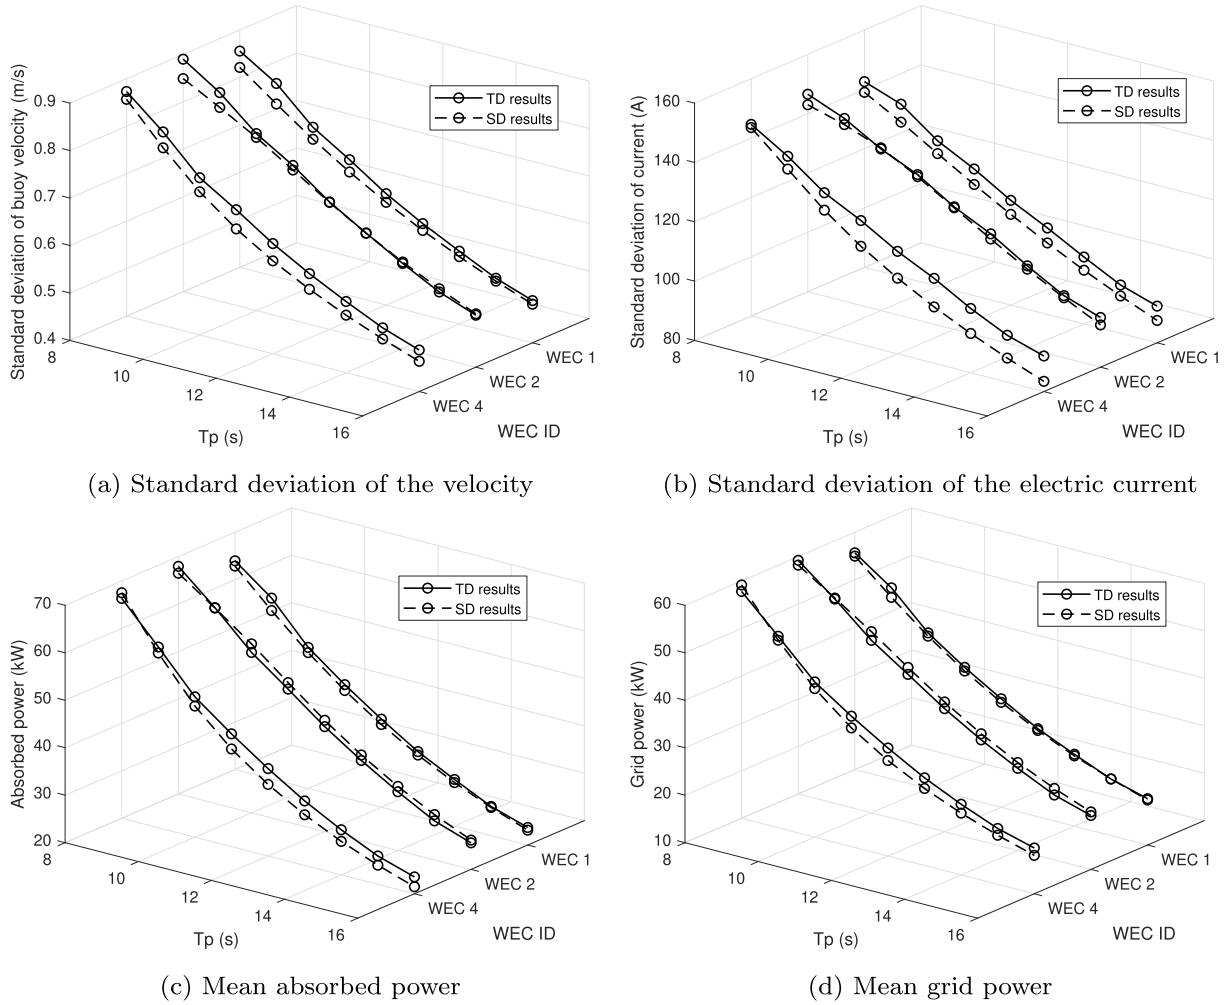 Standard deviation of buoy velocity (m/s)
0.9
0.8
0.7
0.6
0.5
0.4
8
10
12
14
16
Tp (s)
WEC 1
WEC 2
WEC 4
WEC ID
TD results
SD results
(a) Standard deviation of the velocity
Standard deviation of current (A)
160
140
120
100
80
8
10
12
14
16
Tp (s)
WEC 1
WEC 2
WEC 4
WEC ID
TD results
SD results
(b) Standard deviation of the electric current
Absorbed power (kW)
70
60
50
40
30
20
8
10
12
14
16
Tp (s)
WEC 1
WEC 2
WEC 4
WEC ID
TD results
SD results
(c) Mean absorbed power
Grid power (kW)
60
50
40
30
20
10
8
10
12
14
16
Tp (s)
WEC 1
WEC 2
WEC 4
WEC ID
TD results
SD results
(d) Mean grid power